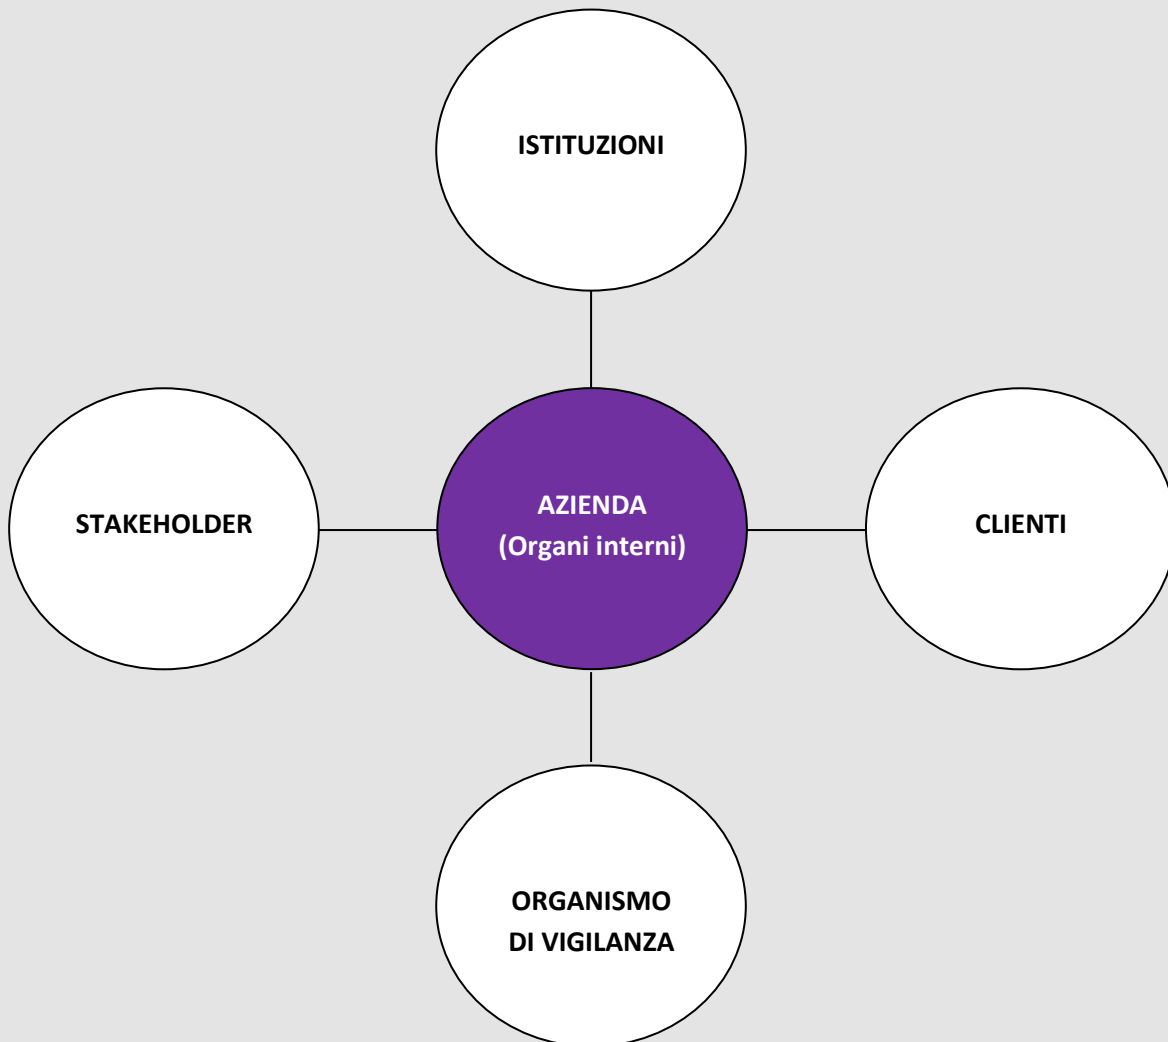 ISTITUZIONI
STAKEHOLDER
AZIENDA
(Organi interni)
CLIENTI
ORGANISMO
DI VIGILANZA